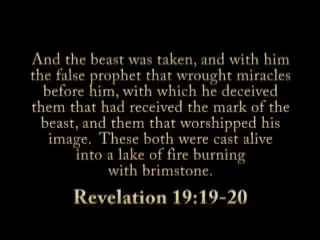 And the beast was taken, and with him
the false prophet that wrought miracles
before him, with which he deceived
them that had received the mark of the
beast, and them that worshipped his
image. These both were cast alive
into a lake of fire burning
with brimstone.
Revelation 19:19-20